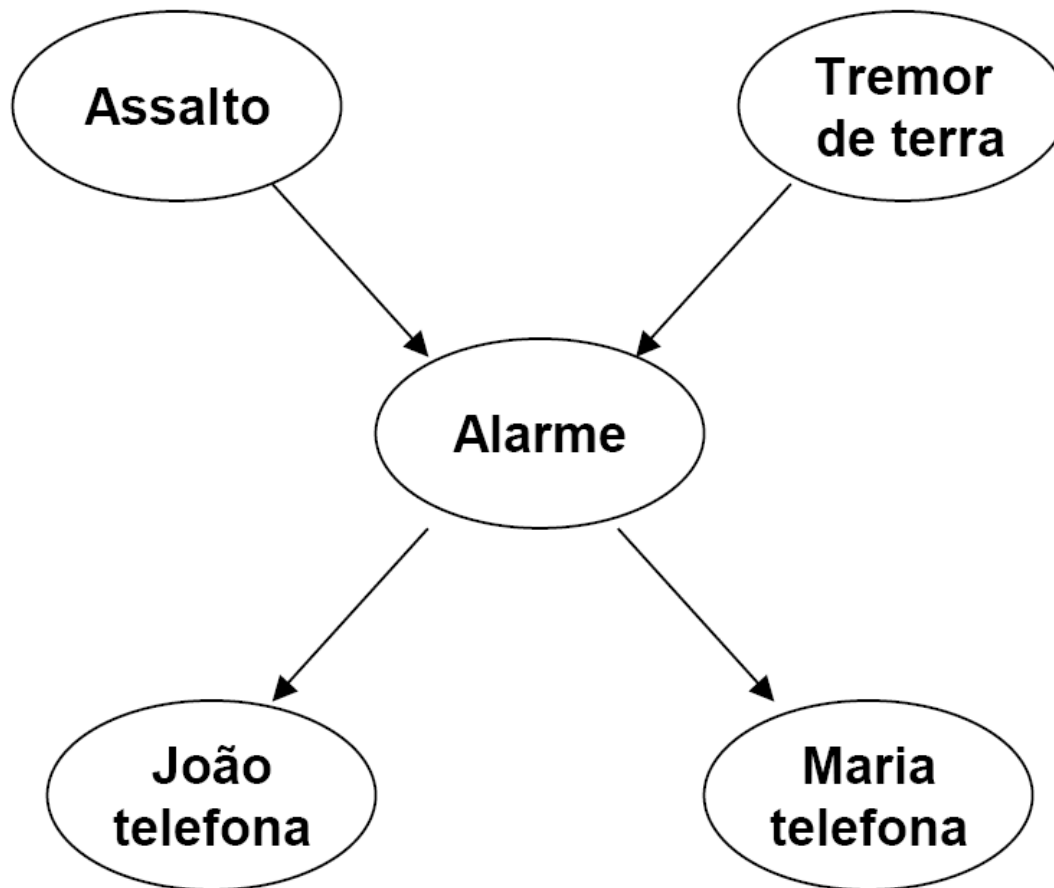 Assalto
Tremor
de terra
Alarme
João
telefona
Maria
telefona